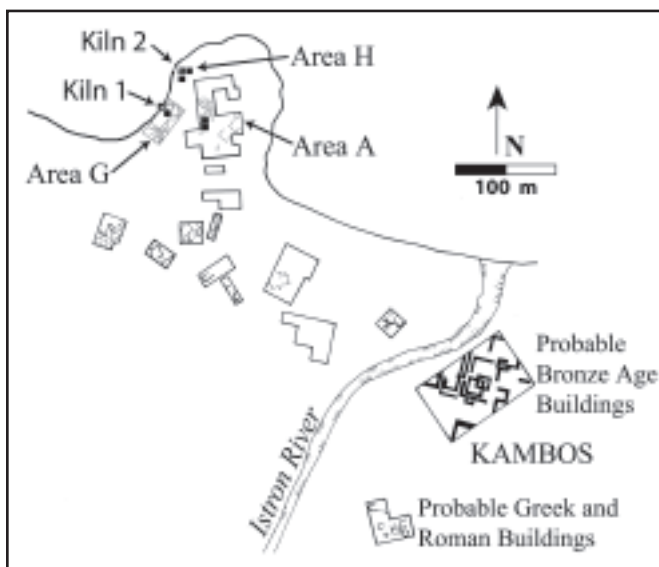 Kiln 2
Area H
Kiln 1
Area G
Area A
N
100 m
Probable
Bronze Age
Buildings
KAMBOS
Istron River
Probable Greek and
Roman Buildings